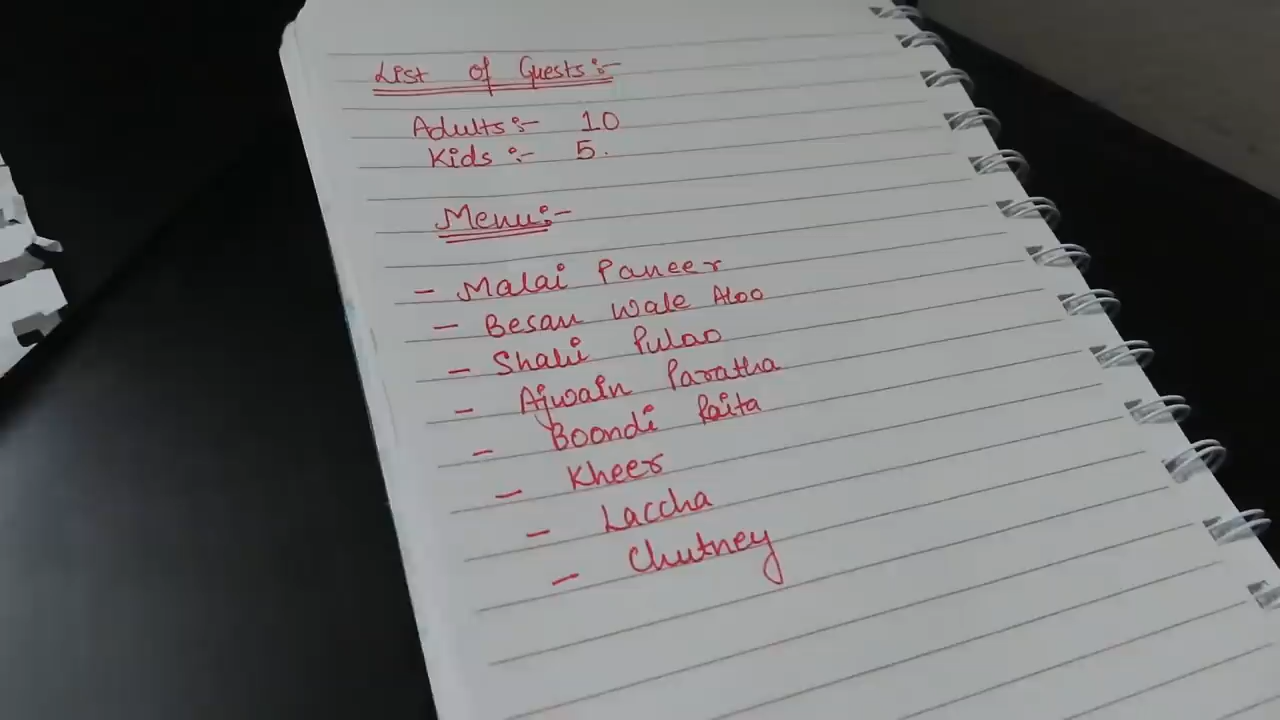 List of Guests:-
Adults:- 10
Kids :- 5.
Menu:-
- Malai Paneer
- Besan Wale Aloo
- Shahi Pulao
- Ajwain Paratha
- Boondi Raita
- Kheer
- Laccha
- Chutney